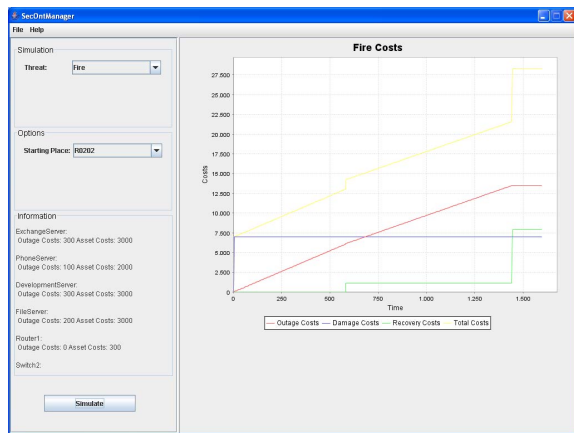 SecOntManager
File Help
Simulation
Threat: Fire
Options
Starting Place: R0202
Information
ExchangeServer:
Outage Costs: 300 Asset Costs: 3000
PhoneServer:
Outage Costs: 100 Asset Costs: 2000
DevelopmentServer:
Outage Costs: 300 Asset Costs: 3000
FileServer:
Outage Costs: 200 Asset Costs: 3000
Router1:
Outage Costs: 0 Asset Costs: 300
Switch2:
Simulate
Fire Costs
27.500
25.000
22.500
20.000
17.500
15.000
12.500
10.000
7.500
5.000
2.500
0
Costs
0 250 500 750 1.000 1.250 1.500
Time
Outage Costs Damage Costs Recovery Costs Total Costs